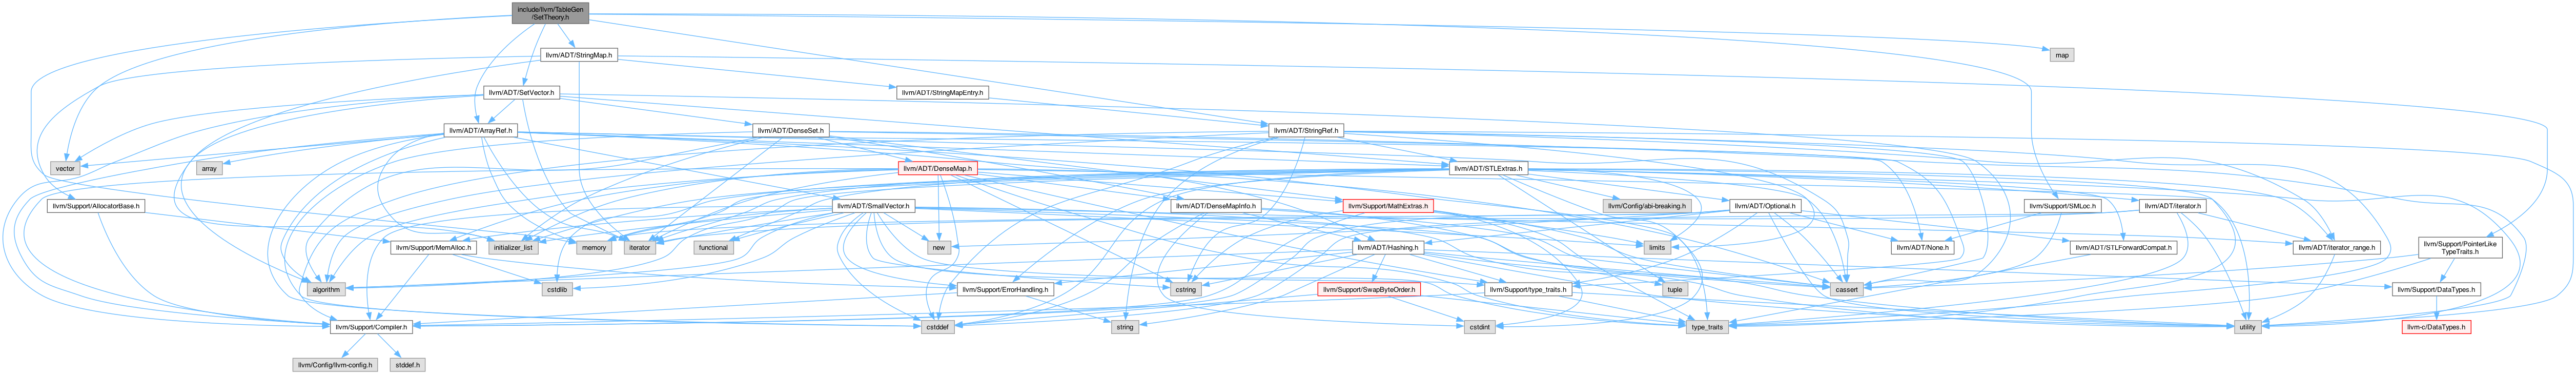 include/llvm/TableGen
/SetTheory.h
llvm/ADT/StringMap.h
map
llvm/ADT/SetVector.h
llvm/ADT/StringMapEntry.h
llvm/ADT/ArrayRef.h
llvm/ADT/DenseSet.h
llvm/ADT/StringRef.h
vector
array
llvm/ADT/DenseMap.h
llvm/ADT/STLExtras.h
llvm/Support/AllocatorBase.h
llvm/ADT/SmallVector.h
llvm/ADT/DenseMapInfo.h
llvm/Support/MathExtras.h
llvm/Config/abi-breaking.h
llvm/ADT/Optional.h
llvm/Support/SMLoc.h
llvm/ADT/iterator.h
llvm/Support/MemAlloc.h
initializer_list
memory
iterator
functional
new
llvm/ADT/Hashing.h
limits
llvm/ADT/None.h
llvm/ADT/STLForwardCompat.h
llvm/ADT/iterator_range.h
llvm/Support/PointerLike
TypeTraits.h
algorithm
cstdlib
llvm/Support/ErrorHandling.h
cstring
llvm/Support/type_traits.h
llvm/Support/SwapByteOrder.h
tuple
cassert
llvm/Support/DataTypes.h
llvm/Support/Compiler.h
cstddef
string
cstdint
type_traits
utility
llvm-c/DataTypes.h
llvm/Config/llvm-config.h
stddef.h